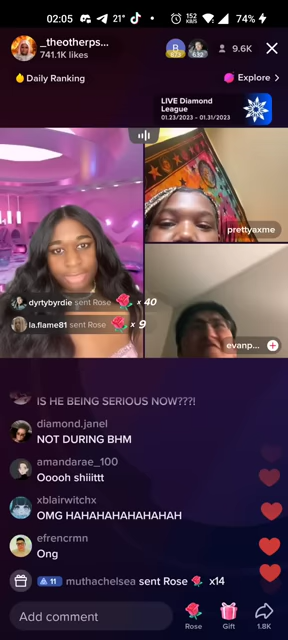 02:05
21°
152
KB/S
74%
_theotherps...
741.1K likes
9.6K
Daily Ranking
Explore >
LIVE Diamond
League
01/23/2023 - 01/31/2023
prettyaxme
dyrtybyrdie sent Rose x 40
la.flame81 sent Rose x 9
evanp...
IS HE BEING SERIOUS NOW???!
diamond.janel
NOT DURING BHM
amandarae_100
Ooooh shiiittt
xblairwitchx
OMG HAHAHAHAHAHAHAH
efrencrmn
Ong
11 muthachelsea sent Rose x14
Add comment
Rose
Gift
1.8K